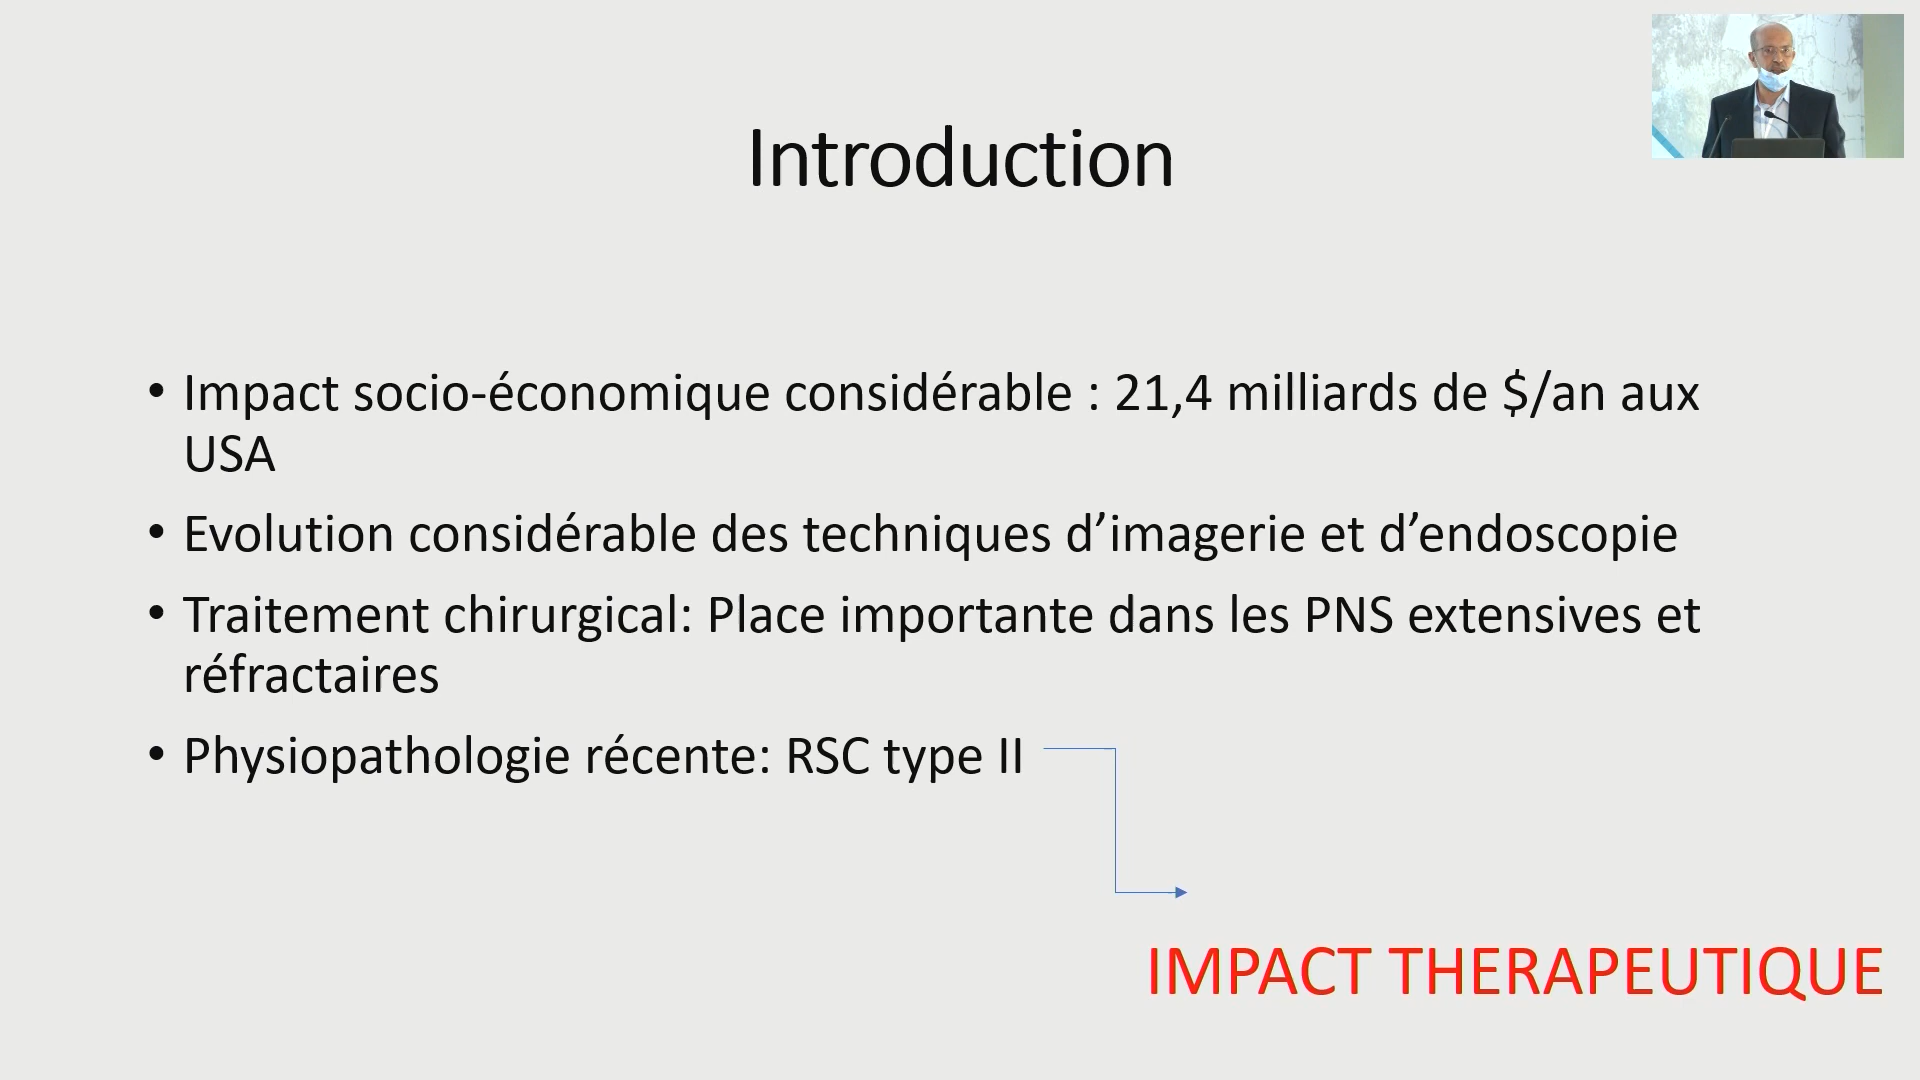 Introduction
• Impact socio-économique considérable : 21,4 milliards de $/an aux
USA
• Evolution considérable des techniques d’imagerie et d’endoscopie
• Traitement chirurgical: Place importante dans les PNS extensives et
réfractaires
• Physiopathologie récente: RSC type II
IMPACT THERAPEUTIQUE